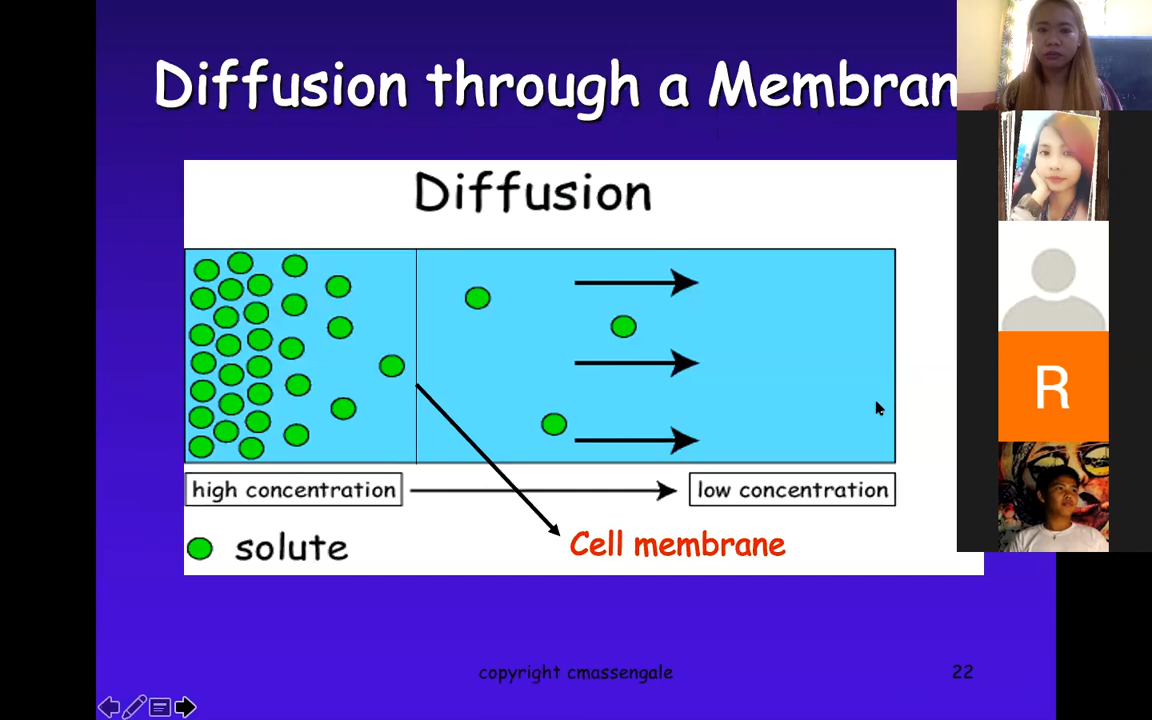 Diffusion through a Membran
Diffusion
high concentration
low concentration
solute
Cell membrane
copyright cmassengale
22
R